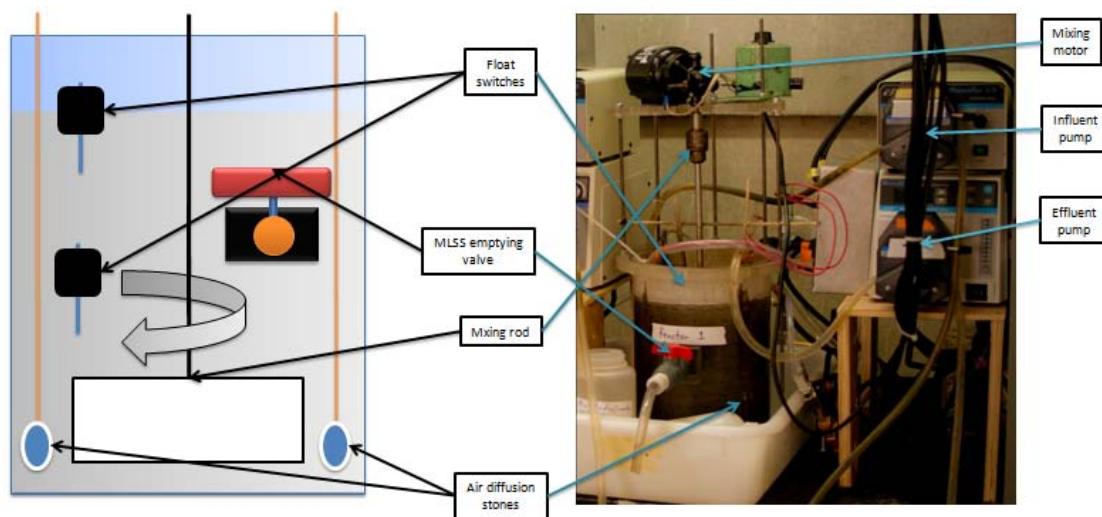 Float
switches
MLSS emptying
valve
Mxing rod
Air diffusion
stones
Mixing
motor
Influent
pump
Effluent
pump
Reactor 1